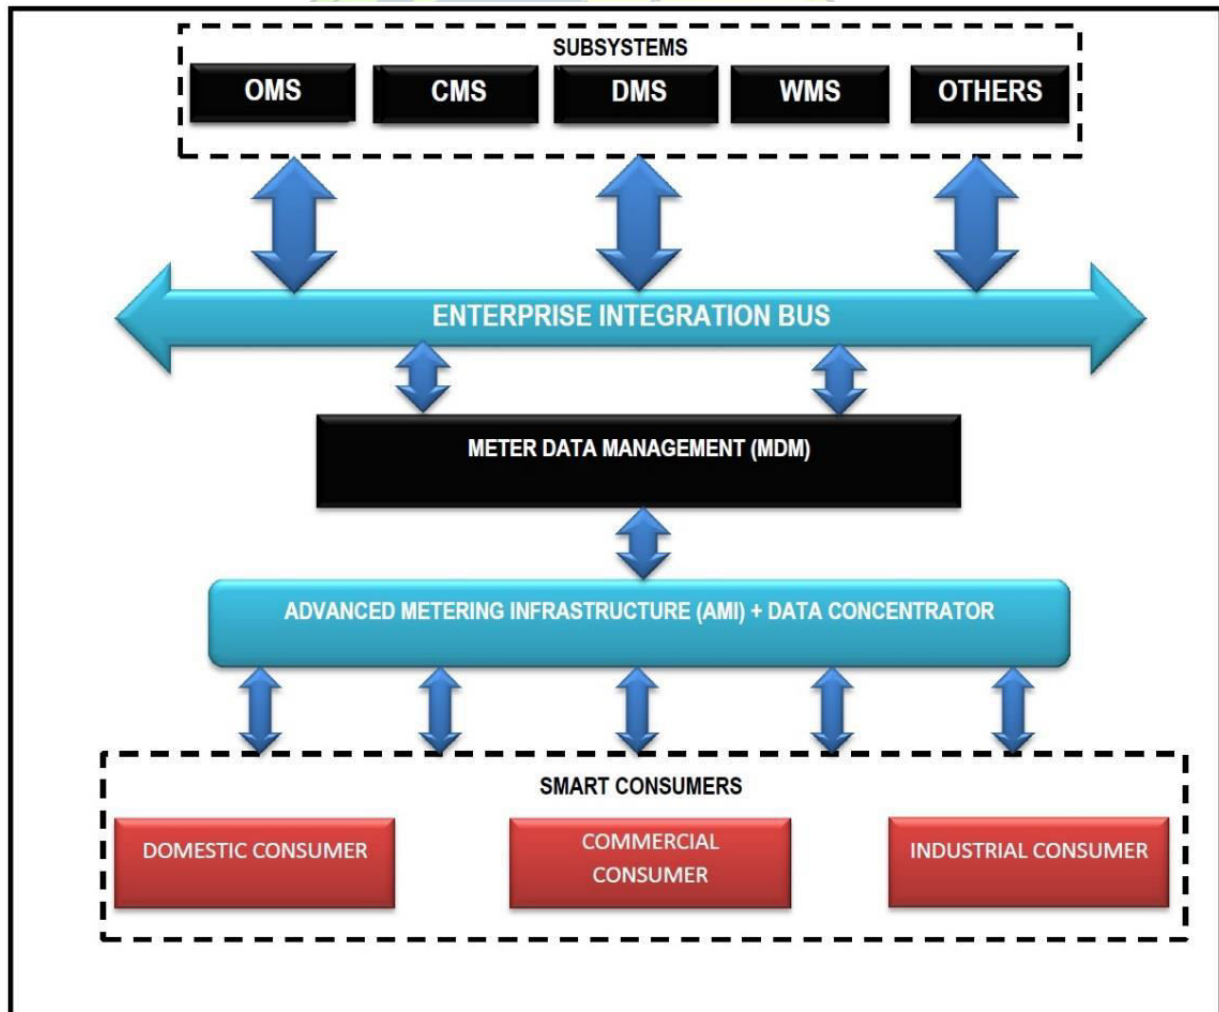 SUBSYSTEMS
OMS
CMS
DMS
WMS
OTHERS
ENTERPRISE INTEGRATION BUS
METER DATA MANAGEMENT (MDM)
ADVANCED METERING INFRASTRUCTURE (AMI) + DATA CONCENTRATOR
SMART CONSUMERS
DOMESTIC CONSUMER
COMMERCIAL
CONSUMER
INDUSTRIAL CONSUMER